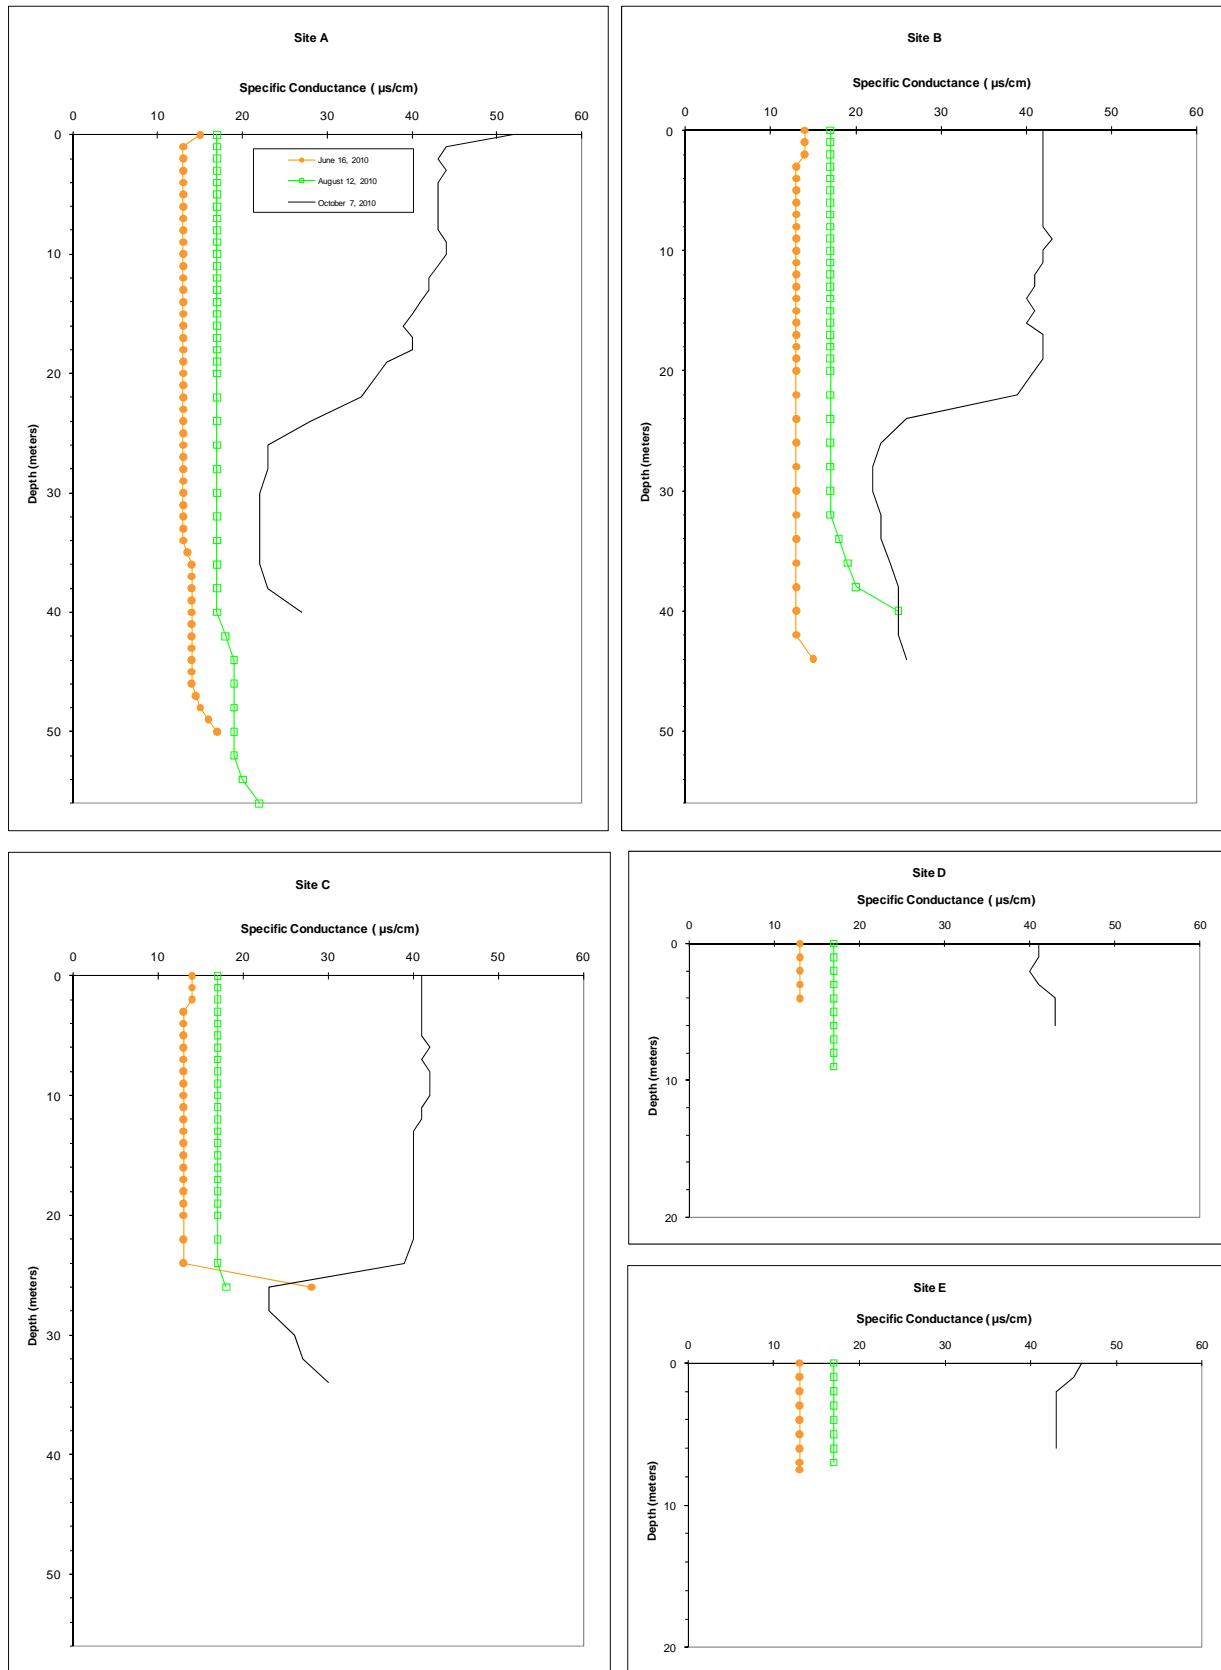 Site A
Specific Conductance ( µs/cm)
0 10 20 30 40 50 60
0
10
20
30
40
50
Depth (meters)
June 16, 2010
August 12, 2010
October 7, 2010
Site B
Specific Conductance ( µs/cm)
0 10 20 30 40 50 60
0
10
20
30
40
50
Depth (meters)
Site C
Specific Conductance ( µs/cm)
0 10 20 30 40 50 60
0
10
20
30
40
50
Depth (meters)
Site D
Specific Conductance ( µs/cm)
0 10 20 30 40 50 60
0
10
20
Depth (meters)
Site E
Specific Conductance ( µs/cm)
0 10 20 30 40 50 60
0
10
20
Depth (meters)